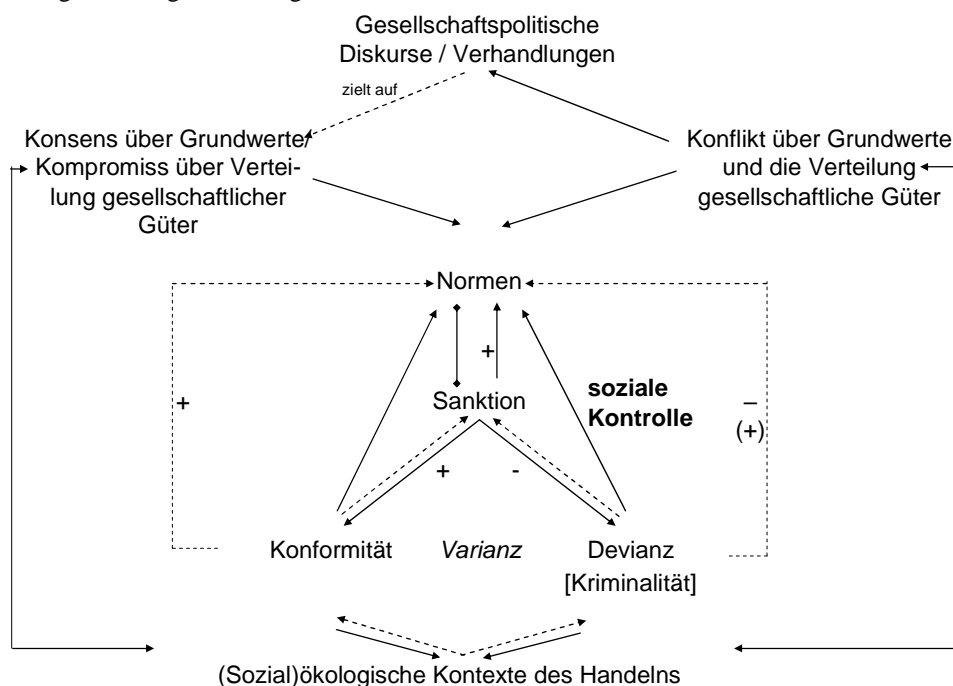 Gesellschaftspolitische
Diskurse / Verhandlungen
zielt auf
Konsens über Grundwerte/
Kompromiss über Vertei-
lung gesellschaftlicher
Güter
Konflikt über Grundwerte
und die Verteilung
gesellschaftliche Güter
Normen
+
Sanktion
soziale
Kontrolle
+
–
(+)
+
-
Konformität
Varianz
Devianz
[Kriminalität]
(Sozial)ökologische Kontexte des Handelns